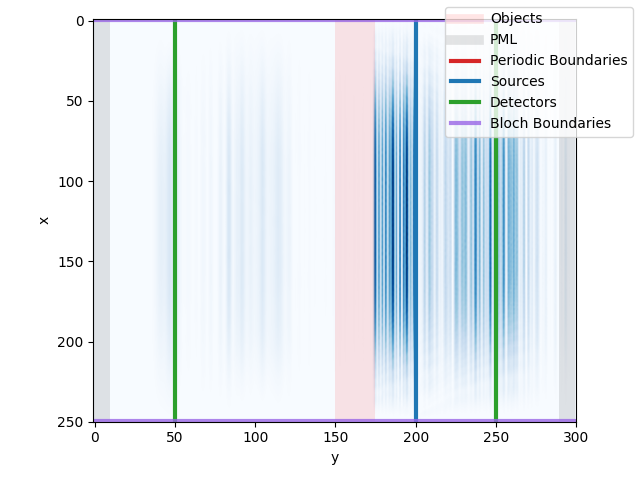 Objects
PML
Periodic Boundaries
Sources
Detectors
Bloch Boundaries
0
50
100
150
200
250
x
0
50
100
150
200
250
300
y